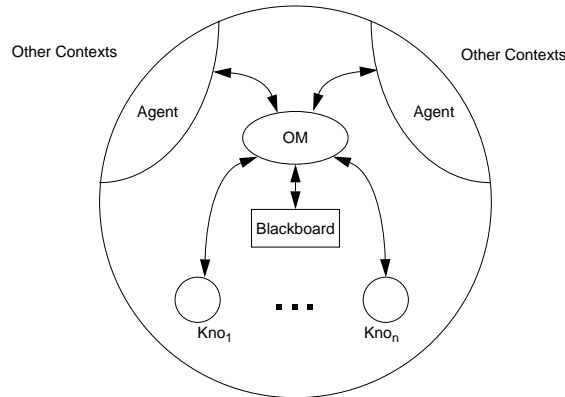 Other Contexts
Other Contexts
Agent
Agent
OM
Blackboard
...
Kno1
Knon